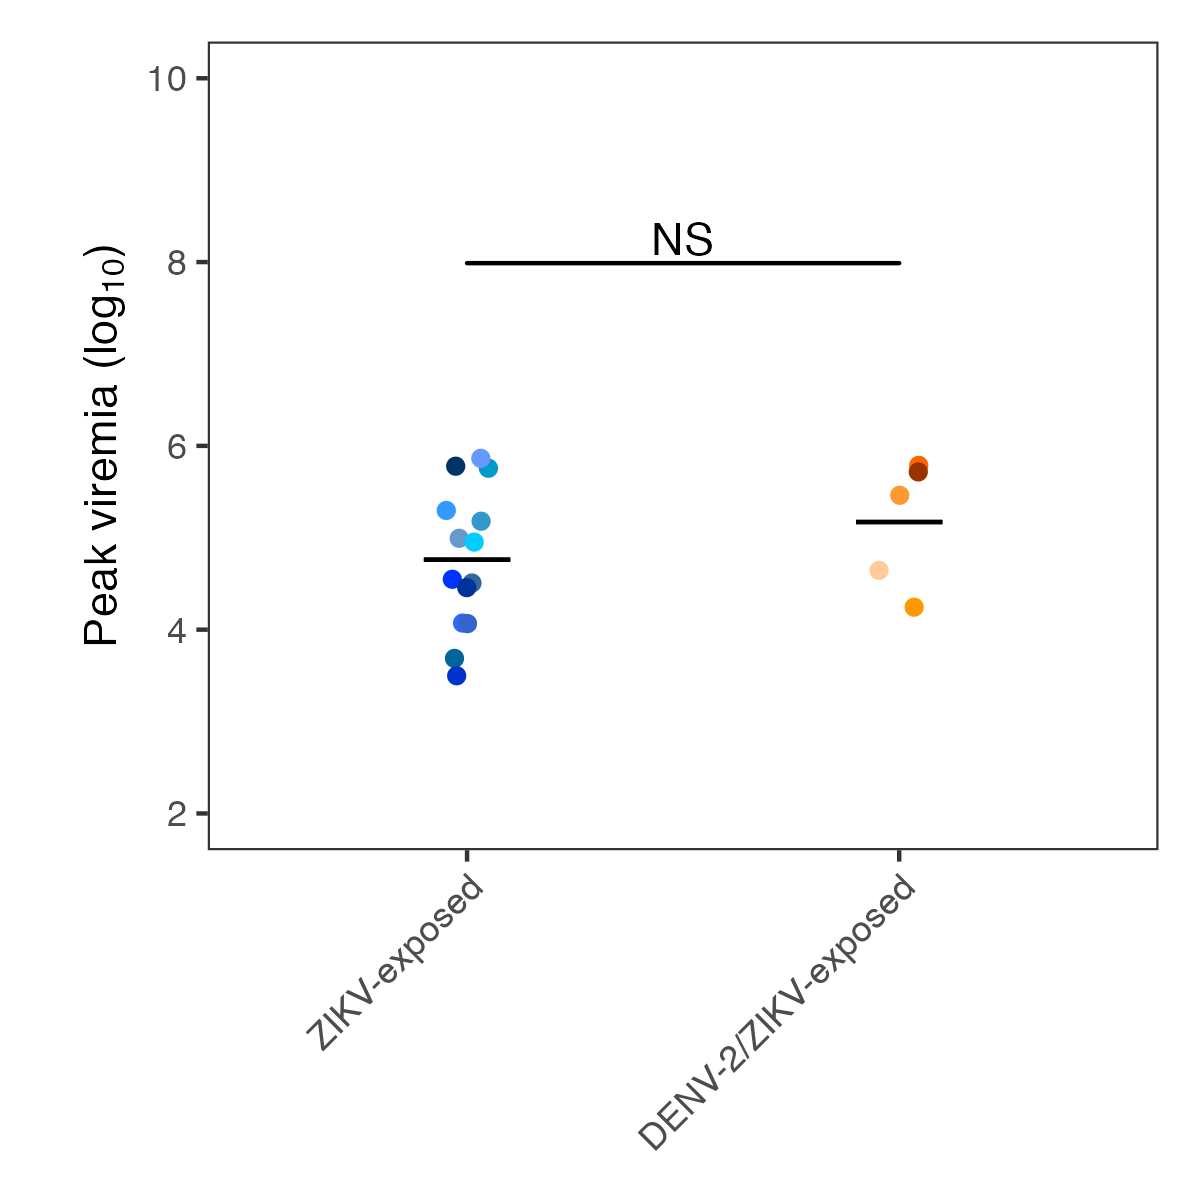 10
8
6
4
2
Peak viremia (log₁₀)
NS
ZIKV-exposed
DENV-2/ZIKV-exposed